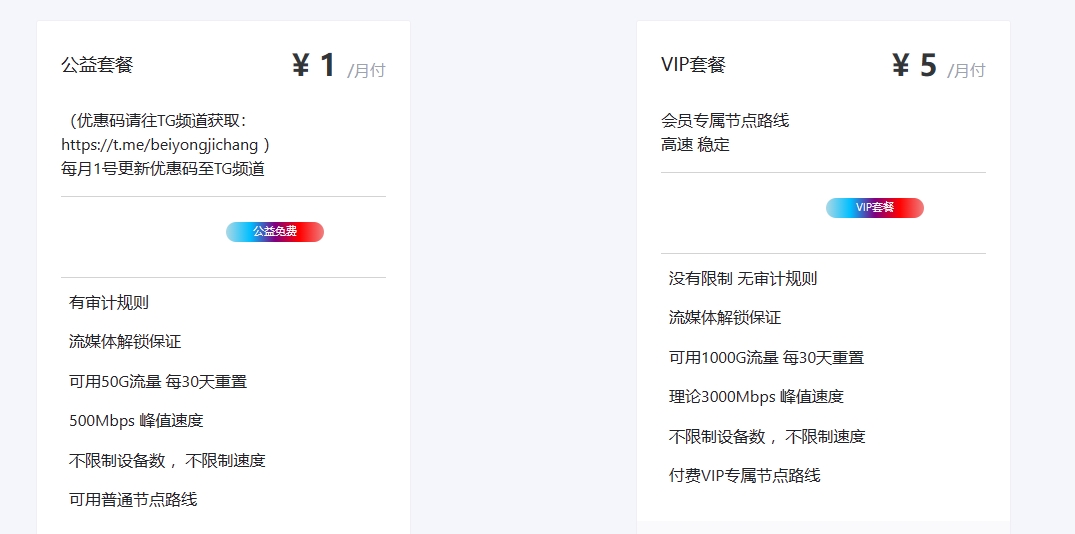 公益套餐
¥ 1 /月付
（优惠码请往TG频道获取：
https://t.me/beiyongjichang ）
每月1号更新优惠码至TG频道
公益免费
有审计规则
流媒体解锁保证
可用50G流量 每30天重置
500Mbps 峰值速度
不限制设备数 ，不限制速度
可用普通节点路线
VIP套餐
¥ 5 /月付
会员专属节点路线
高速 稳定
VIP套餐
没有限制 无审计规则
流媒体解锁保证
可用1000G流量 每30天重置
理论3000Mbps 峰值速度
不限制设备数 ，不限制速度
付费VIP专属节点路线